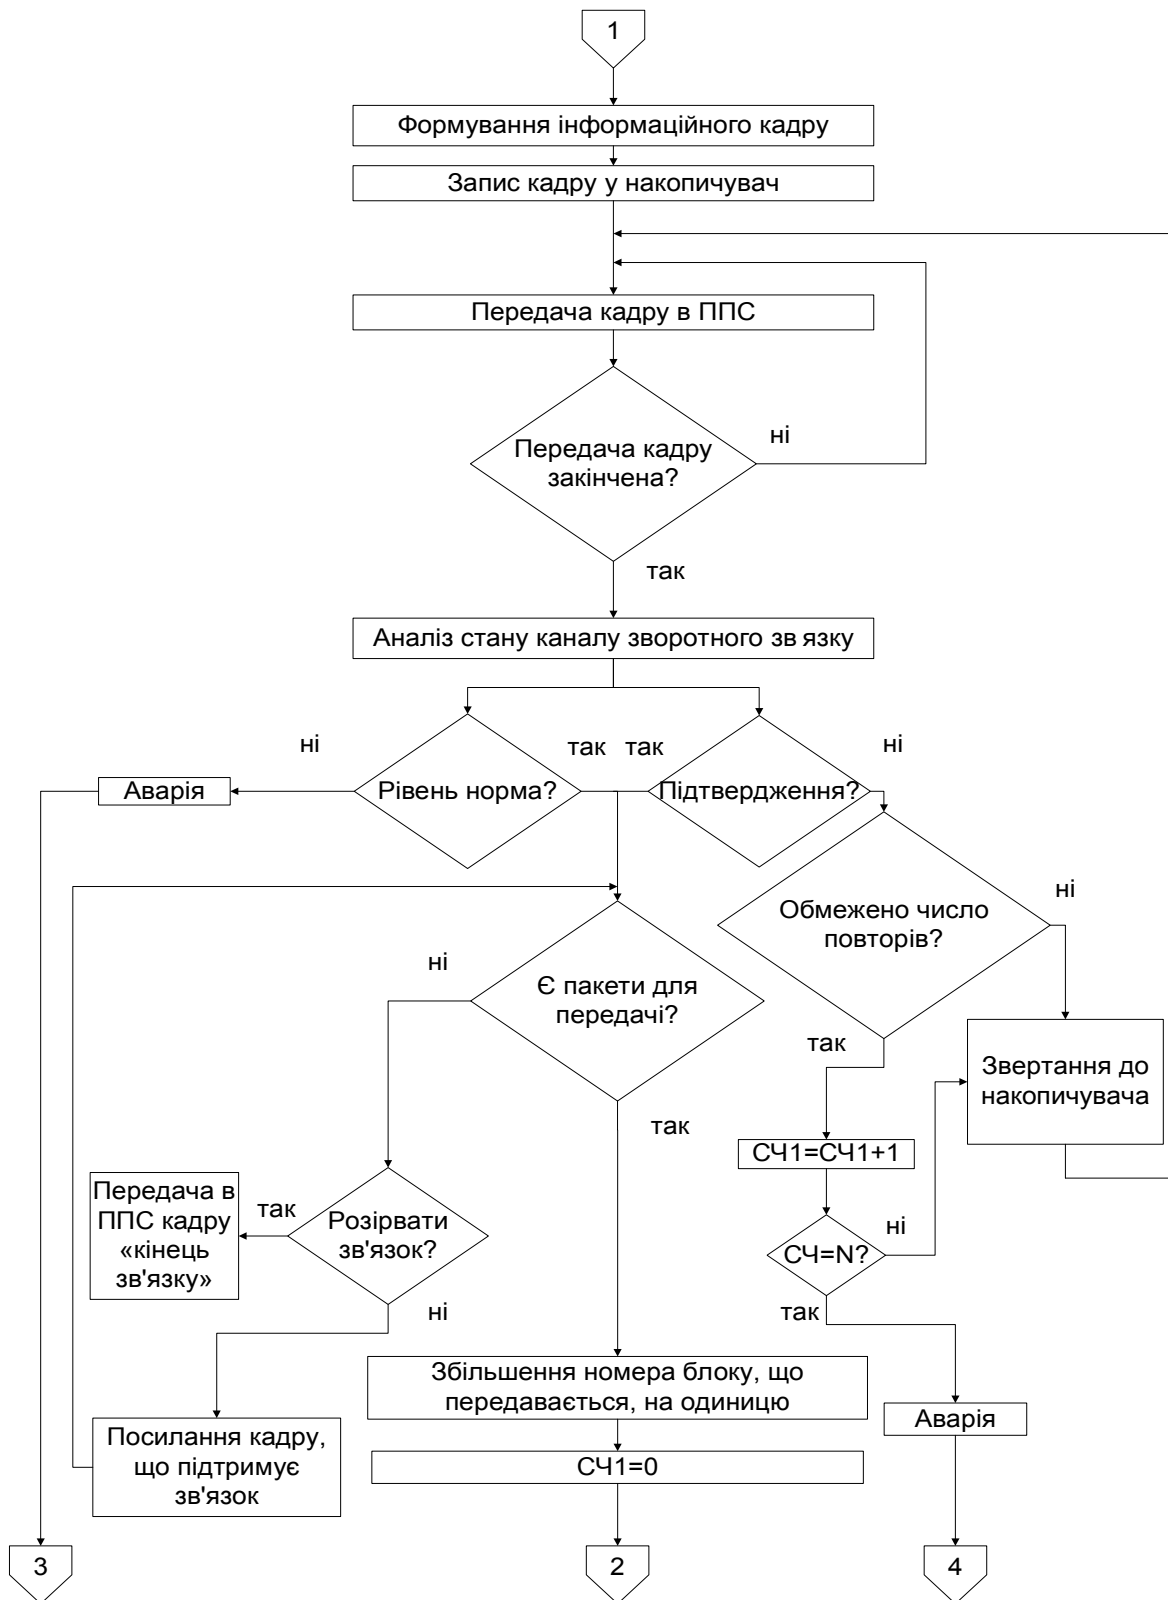 1
Формування інформаційного кадру
Запис кадру у накопичувач
Передача кадру в ППС
Передача кадру
закінчена?
ні
так
Аналіз стану каналу зворотного зв язку
ні
Рівень норма?
так
так
Підтвердження?
ні
Аварія
Обмежено число
повторів?
ні
так
Є пакети для
передачі?
ні
так
Звертання до
накопичувача
СЧ1=СЧ1+1
СЧ=N?
ні
так
Передача в
ППС кадру
«кінець
зв'язку»
так
Розірвати
зв'язок?
ні
Збільшення номера блоку, що
передавається, на одиницю
Аварія
Посилання кадру,
що підтримує
зв'язок
СЧ1=0
3
2
4